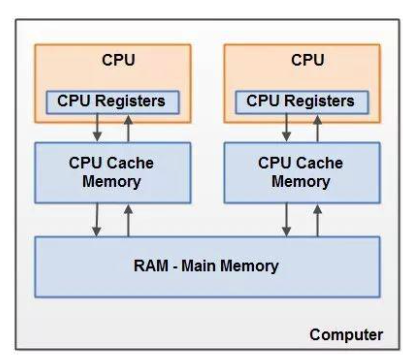 CPU
CPU
CPU Registers
CPU Registers
CPU Cache
Memory
CPU Cache
Memory
RAM - Main Memory
Computer